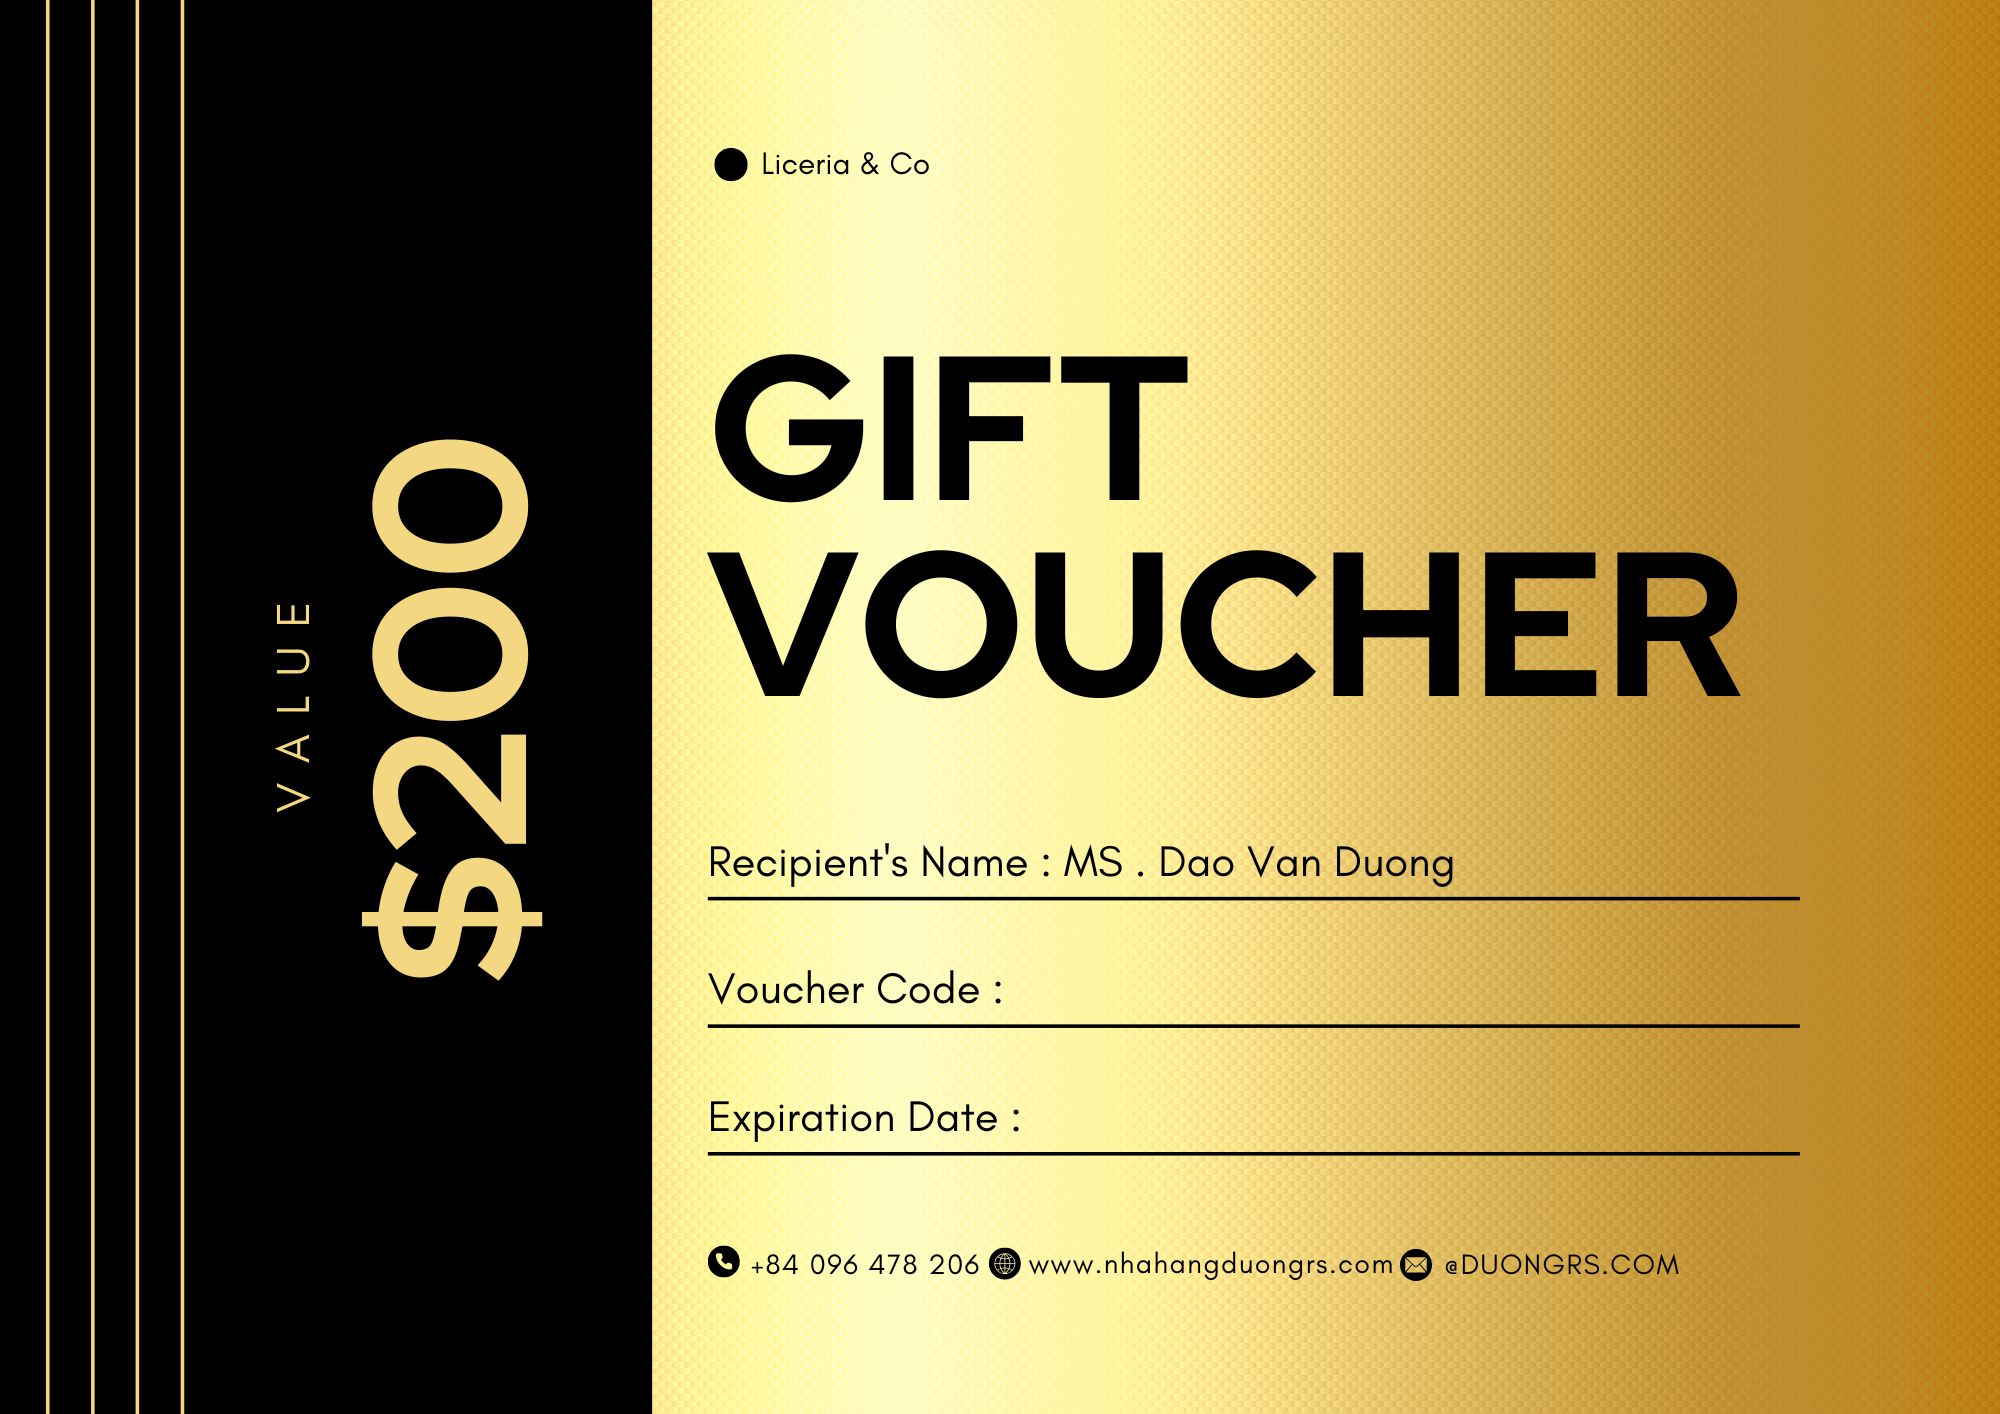 VALUE
$200
Liceria & Co
GIFT
VOUCHER
Recipient's Name : MS . Dao Van Duong
Voucher Code :
Expiration Date :
+84 096 478 206 www.nhahangduongrs.com @DUONGRS.COM